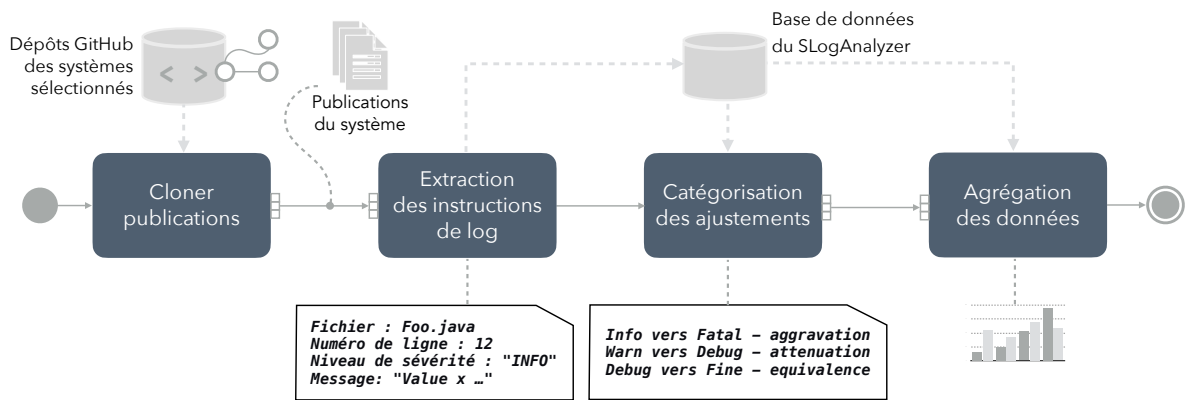 Dépôts GitHub
des systèmes
sélectionnés
< >
Publications
du système
Base de données
du SLogAnalyzer
Cloner
publications
Extraction
des instructions
de log
Catégorisation
des ajustements
Agrégation
des données
Fichier : Foo.java
Numéro de ligne : 12
Niveau de sévérité : "INFO"
Message: "Value x …"
Info vers Fatal – aggravation
Warn vers Debug – attenuation
Debug vers Fine – equivalence